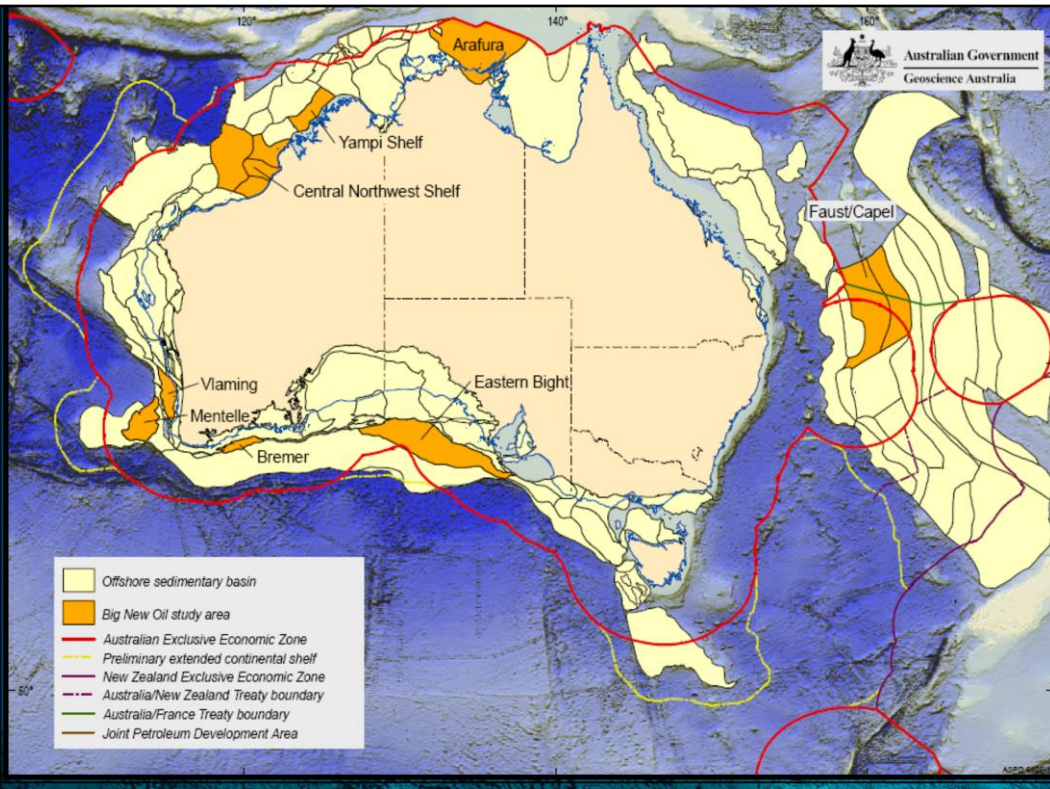 120°
140°
160°
10°
Australian Government
Geoscience Australia
Arafura
Yampi Shelf
Central Northwest Shelf
Faust/Capel
Vlaming
Mentelle
Bremer
Eastern Bight
Offshore sedimentary basin
Big New Oil study area
Australian Exclusive Economic Zone
Preliminary extended continental shelf
New Zealand Exclusive Economic Zone
Australia/New Zealand Treaty boundary
Australia/France Treaty boundary
Joint Petroleum Development Area